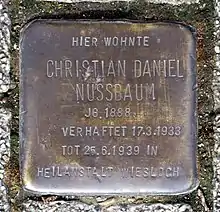 HIER WOHNTE
CHRISTIAN DANIEL
NUSSBAUM
JG. 1888
VERHAFTET 17.3.1933
TOT 25.6.1939 IN
HEILANSTALT WIESLOCH